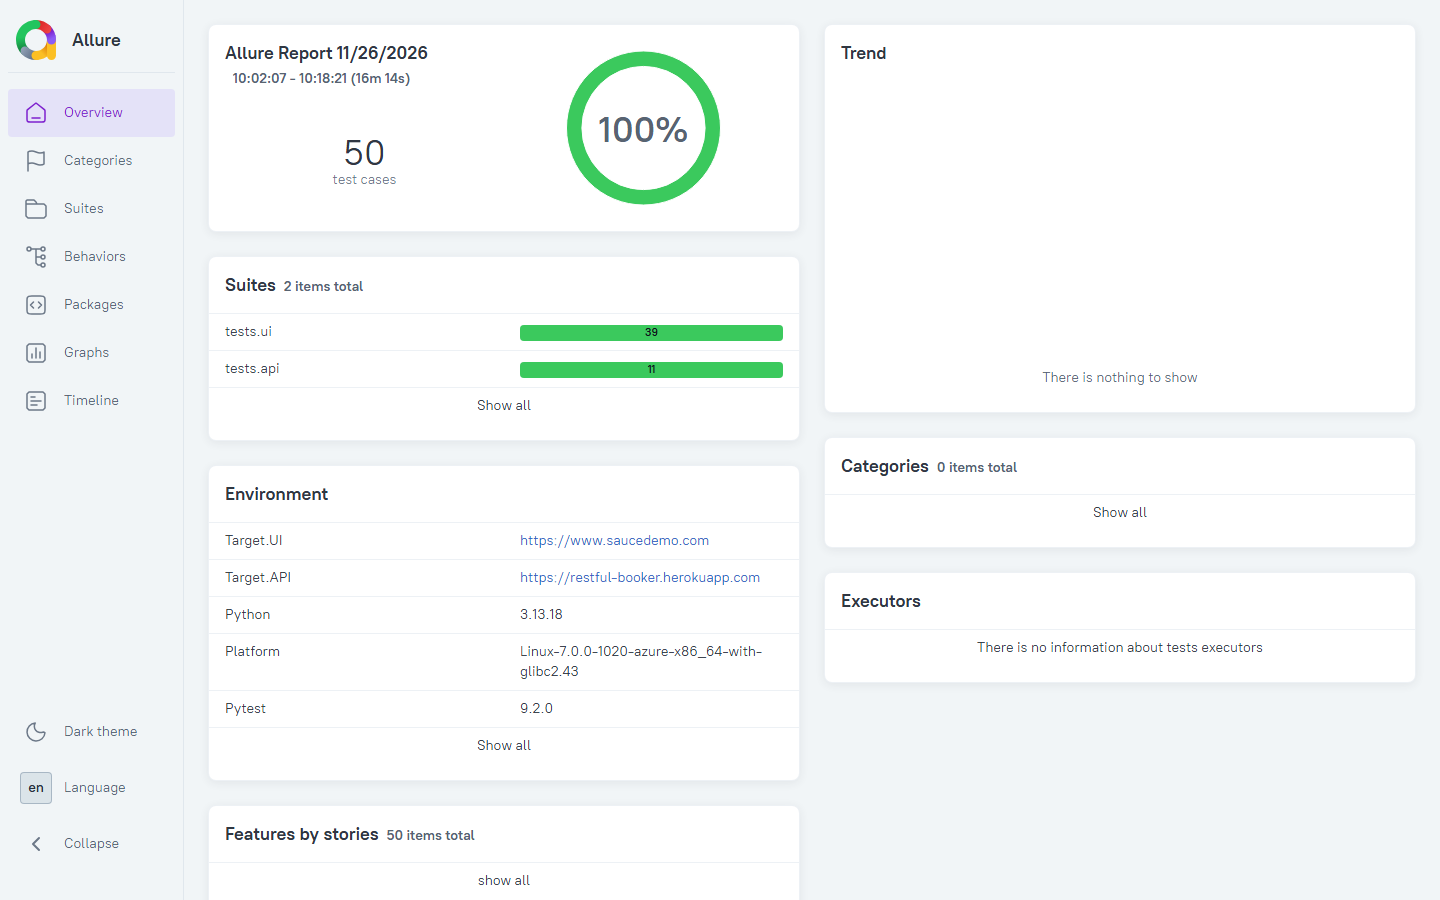 Allure
Overview
Categories
Suites
Behaviors
Packages
Graphs
Timeline
Dark theme
en Language
Collapse
Allure Report 11/26/2026
10:02:07 - 10:18:21 (16m 14s)
50
test cases
100%
Suites 2 items total
tests.ui 39
tests.api 11
Show all
Environment
Target.UI https://www.saucedemo.com
Target.API https://restful-booker.herokuapp.com
Python 3.13.18
Platform Linux-7.0.0-1020-azure-x86_64-with-
glibc2.43
Pytest 9.2.0
Show all
Features by stories 50 items total
show all
Trend
There is nothing to show
Categories 0 items total
Show all
Executors
There is no information about tests executors